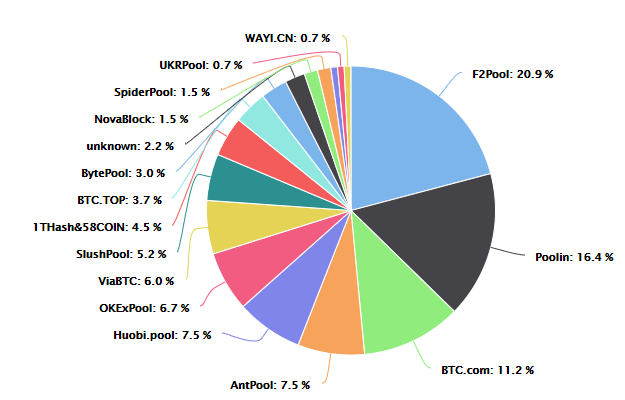 WAYI.CN: 0.7 %
UKRPool: 0.7 %
SpiderPool: 1.5 %
NovaBlock: 1.5 %
unknown: 2.2 %
BytePool: 3.0 %
BTC.TOP: 3.7 %
1THash&58COIN: 4.5 %
SlushPool: 5.2 %
ViaBTC: 6.0 %
OKExPool: 6.7 %
Huobi.pool: 7.5 %
AntPool: 7.5 %
F2Pool: 20.9 %
Poolin: 16.4 %
BTC.com: 11.2 %